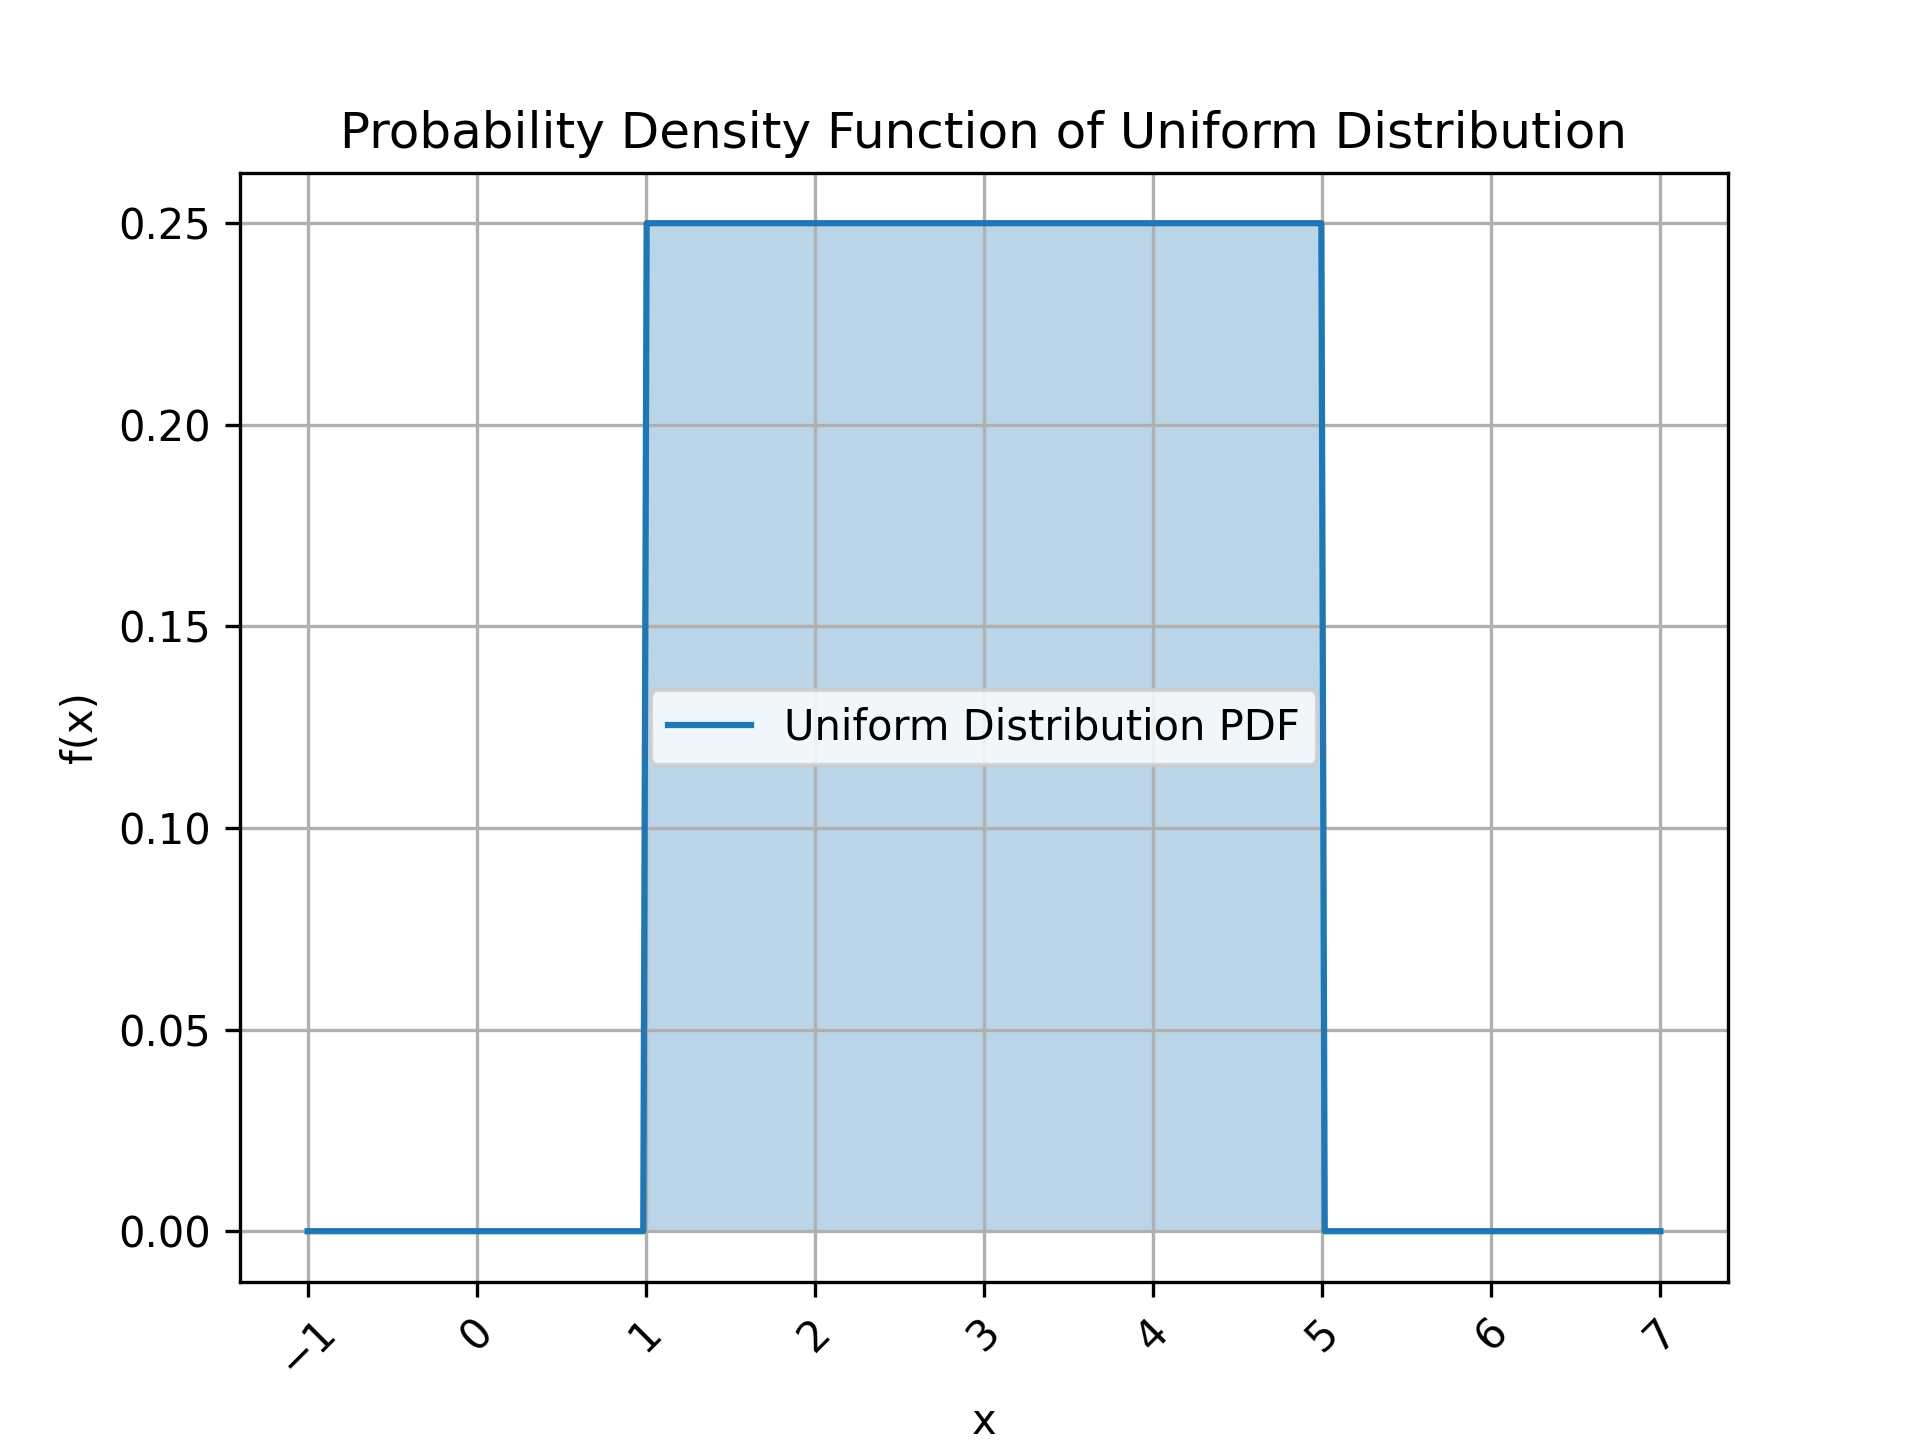 Probability Density Function of Uniform Distribution
0.25
0.20
0.15
0.10
0.05
0.00
f(x)
Uniform Distribution PDF
−1 0 1 2 3 4 5 6 7
x